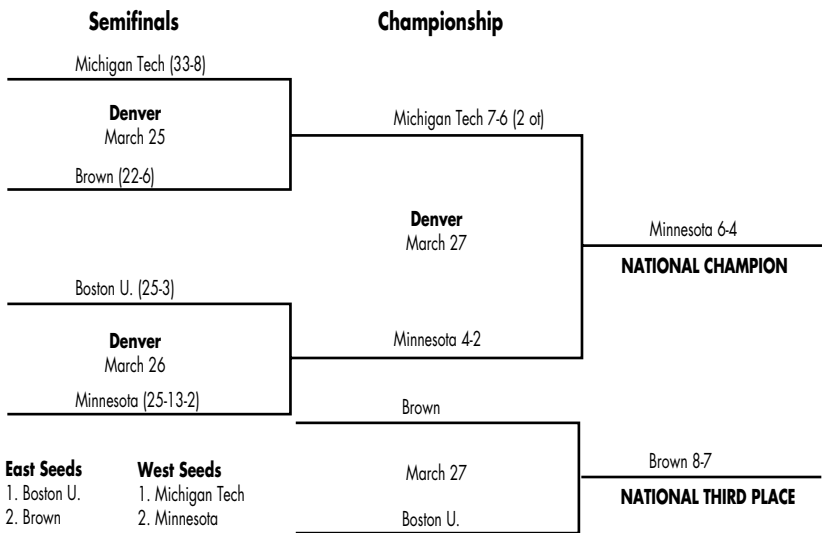 Semifinals
Championship
Michigan Tech (33-8)
Denver
March 25
Michigan Tech 7-6 (2 ot)
Brown (22-6)
Denver
March 27
Minnesota 6-4
NATIONAL CHAMPION
Boston U. (25-3)
Denver
March 26
Minnesota 4-2
Minnesota (25-13-2)
Brown
March 27
Brown 8-7
NATIONAL THIRD PLACE
Boston U.
East Seeds
1. Boston U.
2. Brown
West Seeds
1. Michigan Tech
2. Minnesota